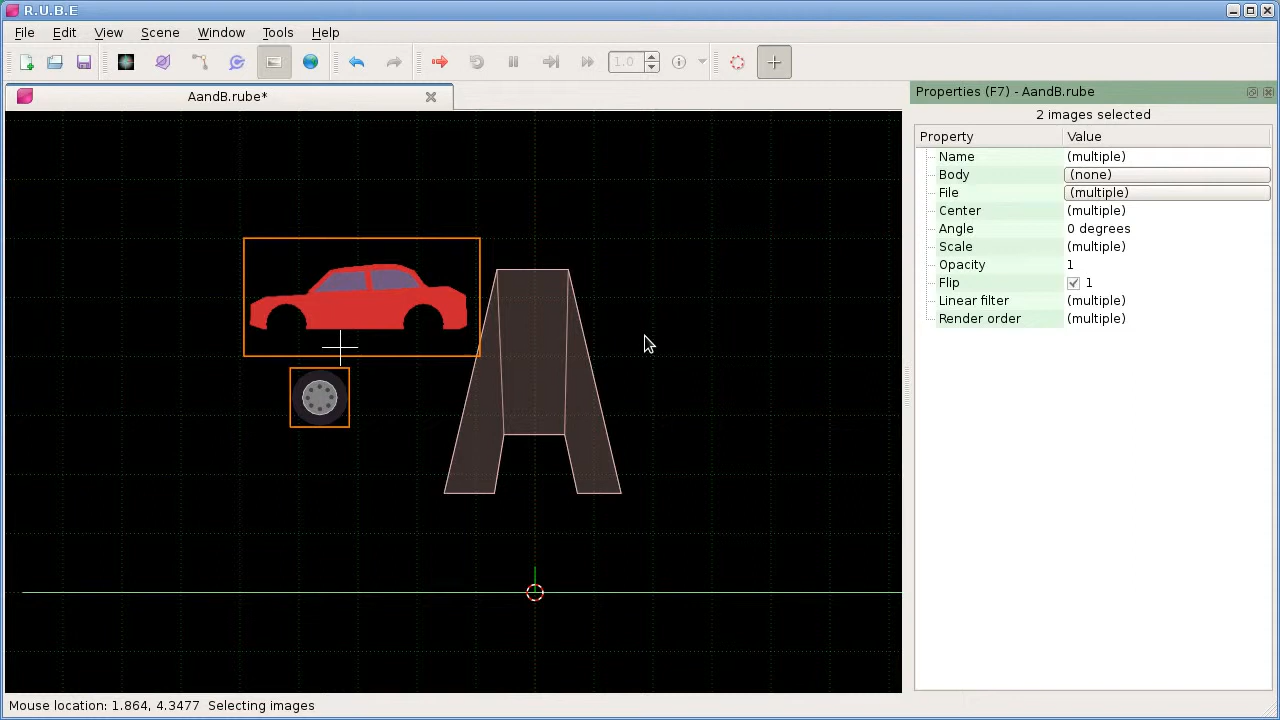 R.U.B.E
File Edit View Scene Window Tools Help
1.0
AandB.rube*
Properties (F7) - AandB.rube
2 images selected
Property Value
Name (multiple)
Body (none)
File (multiple)
Center (multiple)
Angle 0 degrees
Scale (multiple)
Opacity 1
Flip 1
Linear filter (multiple)
Render order (multiple)
Mouse location: 1.864, 4.3477 Selecting images